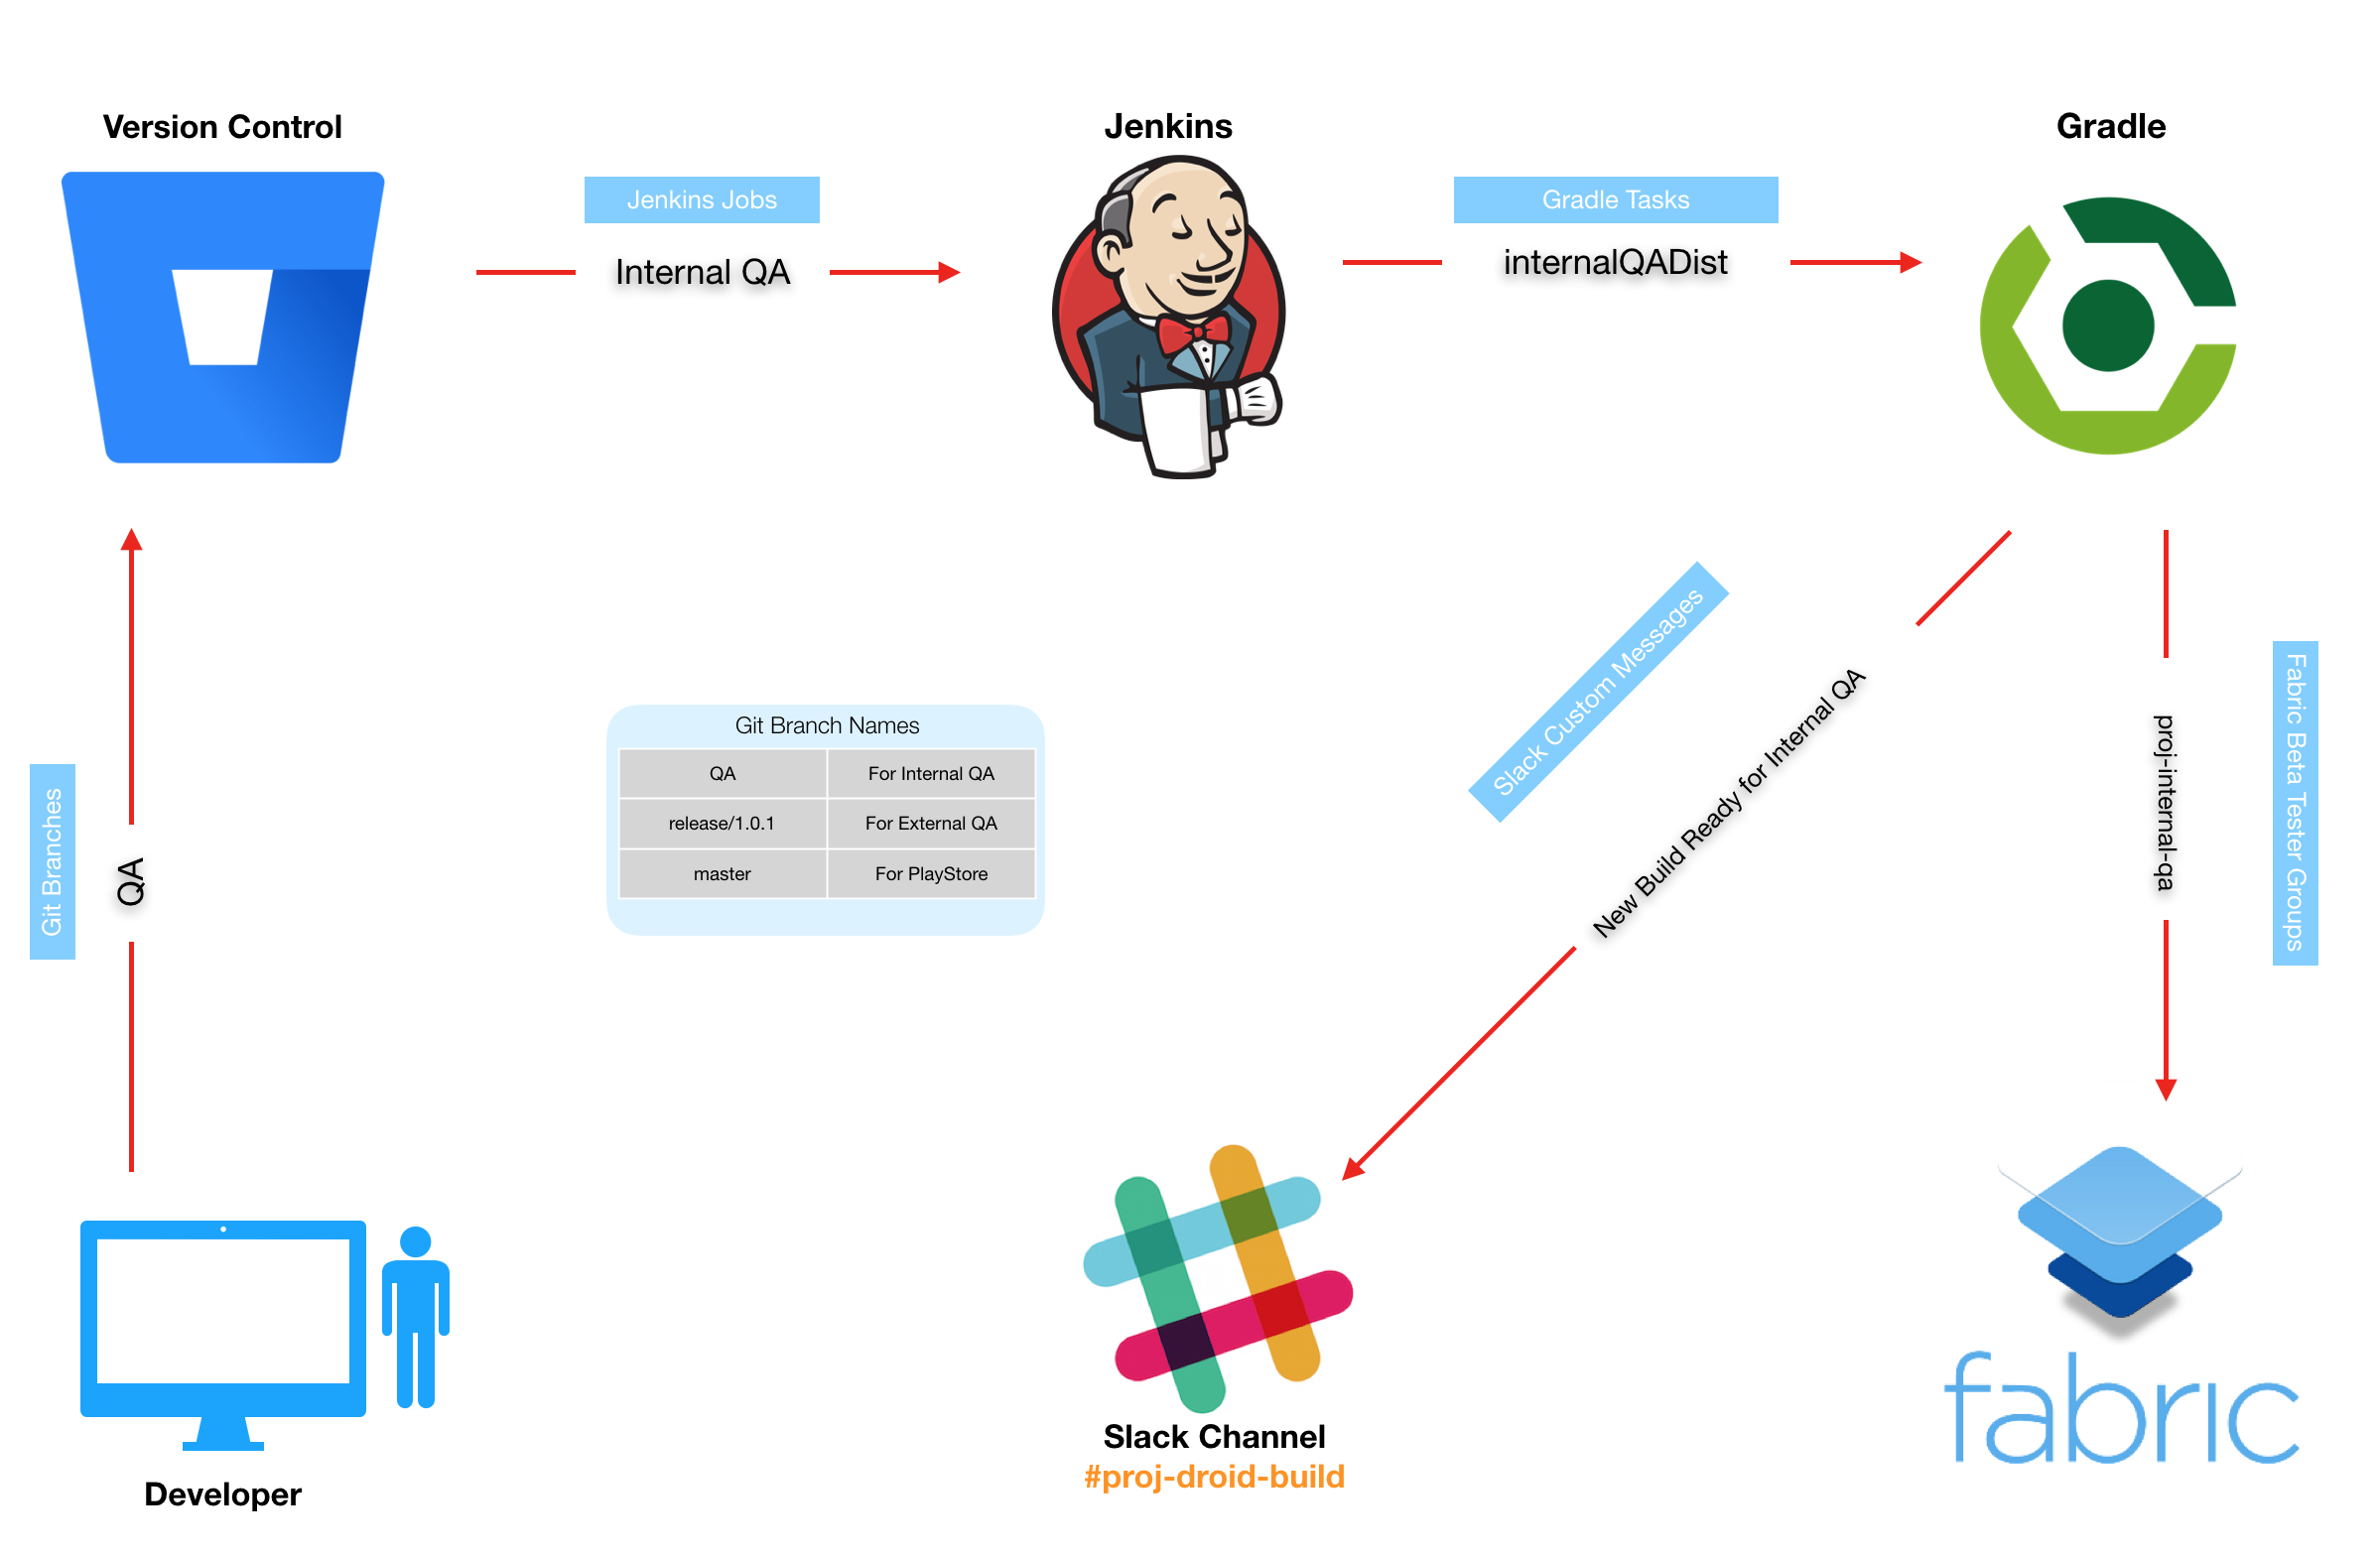 Version Control
Jenkins
Gradle
Jenkins Jobs
Internal QA
Gradle Tasks
internalQADist
Slack Custom Messages
New Build Ready for Internal QA
proj-internal-qa
Fabric Beta Tester Groups
Git Branches
QA
Git Branch Names
QA For Internal QA
release/1.0.1 For External QA
master For PlayStore
Developer
Slack Channel
#proj-droid-build
fabric